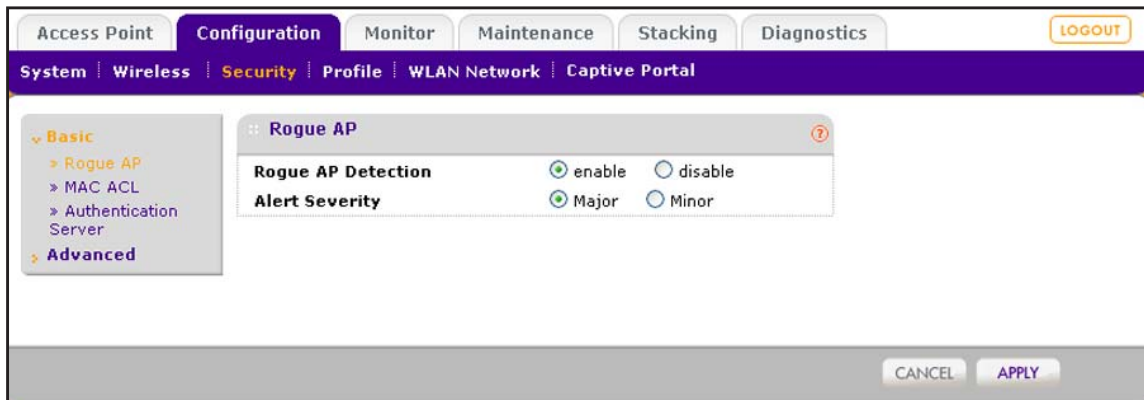 Access Point Configuration Monitor Maintenance Stacking Diagnostics LOGOUT
System Wireless Security Profile WLAN Network Captive Portal
Basic
» Rogue AP
» MAC ACL
» Authentication
Server
Advanced
Rogue AP ?
Rogue AP Detection enable disable
Alert Severity Major Minor
CANCEL APPLY